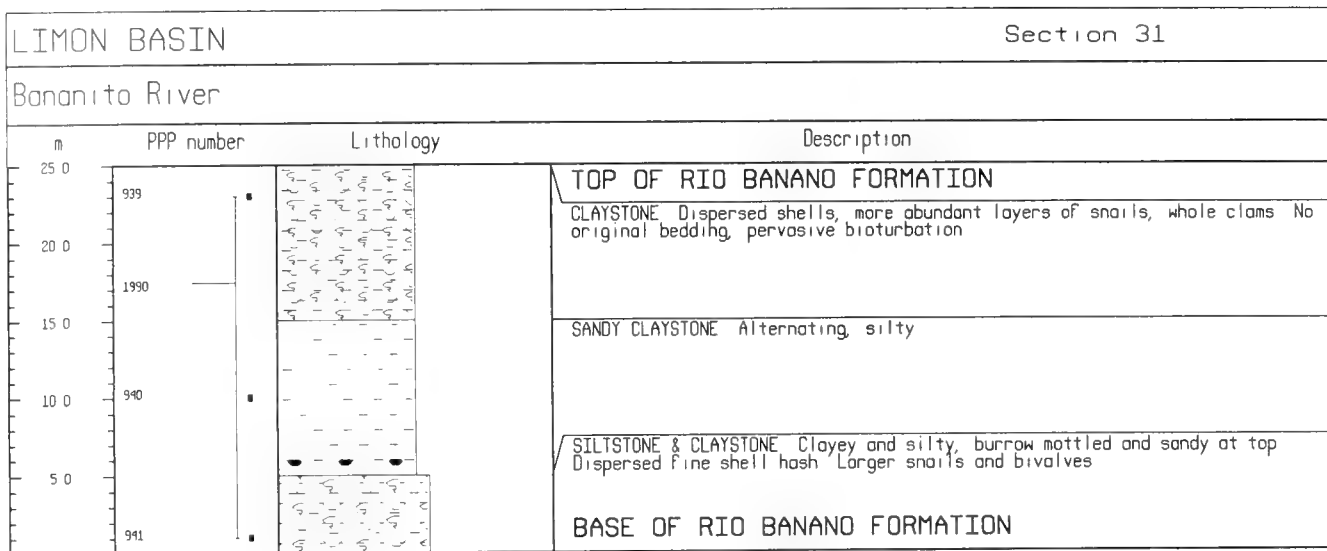 LIMON BASIN Section 31
Bananito River
m PPP number Lithology Description
25 0
TOP OF RIO BANANO FORMATION
939
CLAYSTONE Dispersed shells, more abundant layers of snails, whole clams No
original bedding, pervasive bioturbation
20 0
1990
15 0
SANDY CLAYSTONE Alternating, silty
10 0
940
SILTSTONE & CLAYSTONE Clayey and silty, burrow mottled and sandy at top
Dispersed fine shell hash Larger snails and bivalves
5 0
BASE OF RIO BANANO FORMATION
941